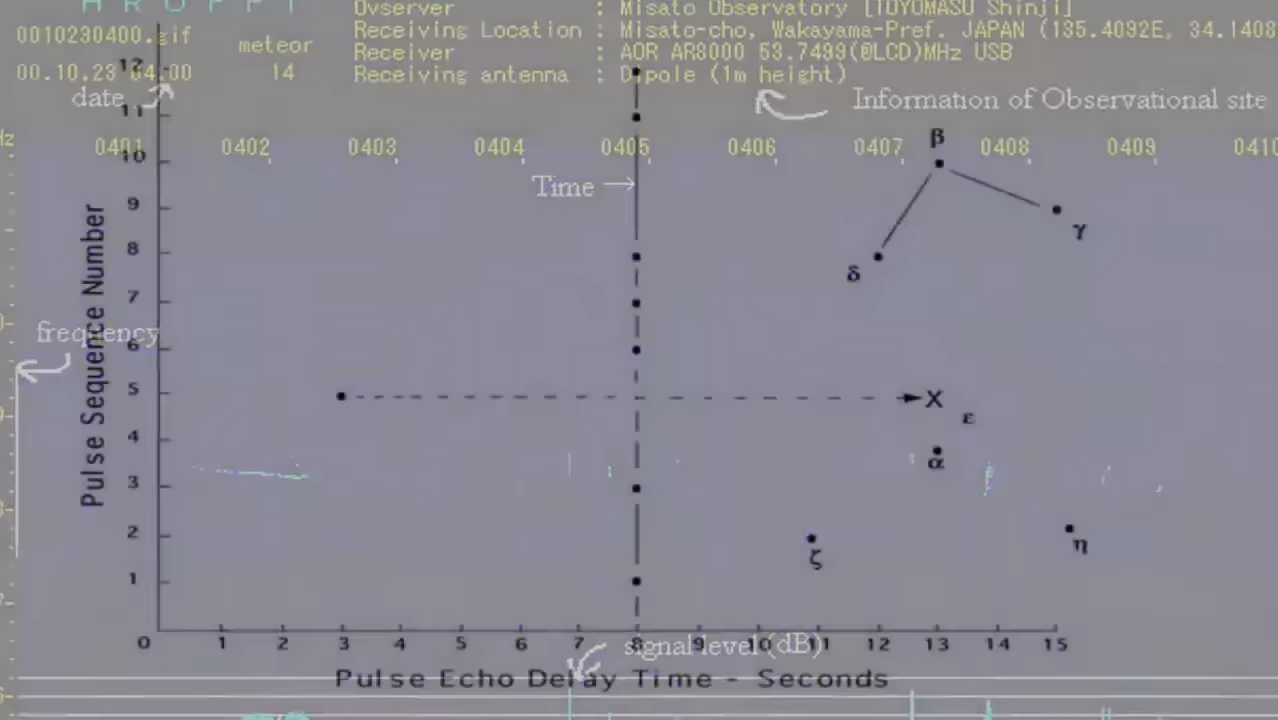 H R O F F T
Ovserver : Misato Observatory [TOYOMASU Shinji]
0010230400.gif
meteor
Receiving Location : Misato-cho, Wakayama-Pref. JAPAN (135.4092E, 34.1408
Receiver : AOR AR8000 53.7499(@LCD)MHz USB
00.10.23 04.00
14
Receiving antenna : Dipole (1m height)
date
Information of Observational site
Hz
0401 0402 0403 0404 0405 0406 0407 0408 0409 0410
Time
frequency
Pulse Sequence Number
12
11
10
9
8
7
6
5
4
3
2
1
β
γ
δ
X
ε
α
ζ
η
0 1 2 3 4 5 6 7 8 9 10 11 12 13 14 15
signal level (dB)
Pulse Echo Delay Time - Seconds